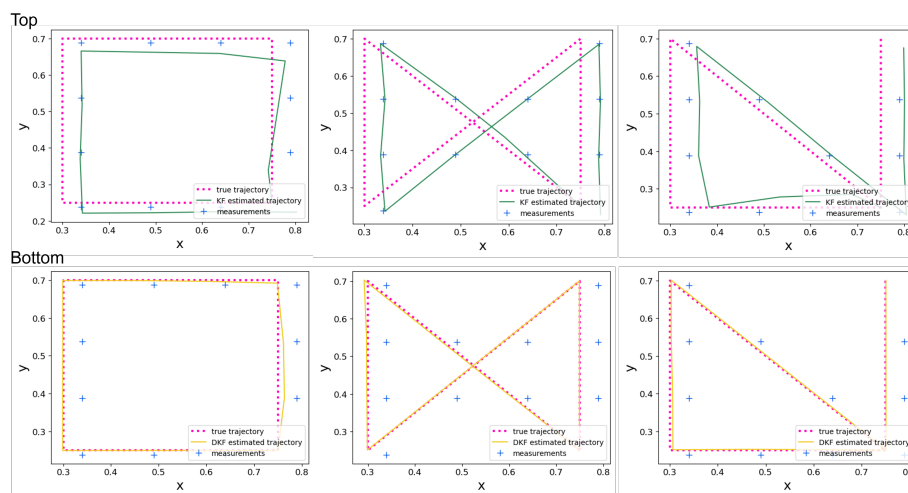 Top
0.7
0.6
0.5
0.4
0.3
0.2
y
0.3 0.4 0.5 0.6 0.7 0.8
x
true trajectory
KF estimated trajectory
measurements
0.7
0.6
0.5
0.4
0.3
y
0.3 0.4 0.5 0.6 0.7 0.8
x
true trajectory
KF estimated trajectory
measurements
0.7
0.6
0.5
0.4
0.3
y
0.3 0.4 0.5 0.6 0.7 0.8
x
true trajectory
KF estimated trajectory
measurements
Bottom
0.7
0.6
0.5
0.4
0.3
y
0.3 0.4 0.5 0.6 0.7 0.8
x
true trajectory
DKF estimated trajectory
measurements
0.7
0.6
0.5
0.4
0.3
y
0.3 0.4 0.5 0.6 0.7 0.8
x
true trajectory
DKF estimated trajectory
measurements
0.7
0.6
0.5
0.4
0.3
y
0.3 0.4 0.5 0.6 0.7
x
true trajectory
DKF estimated trajectory
measurements